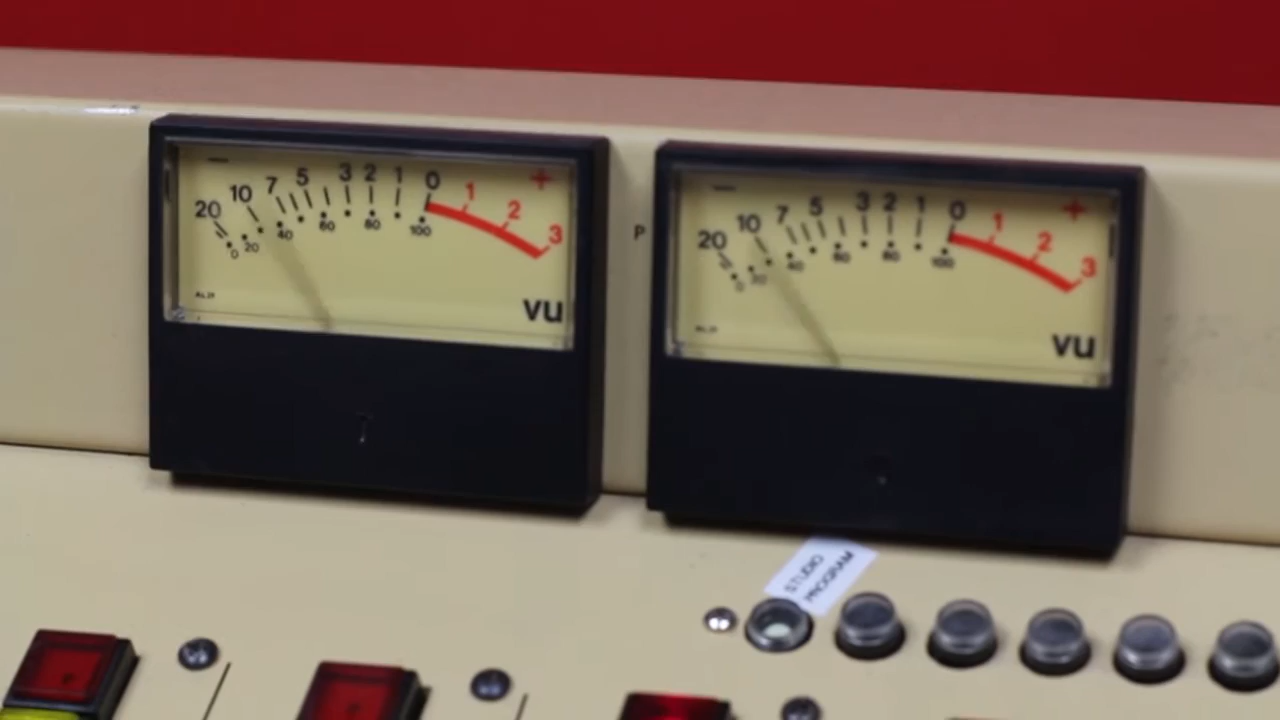 20 10 7 5 3 2 1 0 1 2 3 +
0 20 40 60 80 100
VU
P
20 10 7 5 3 2 1 0 1 2 3 +
0 20 40 60 80 100
VU
STUDIO